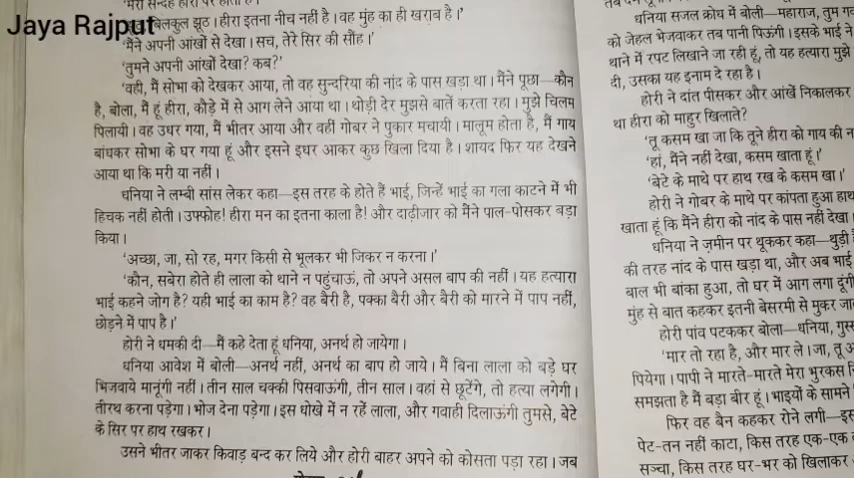 Jaya Rajput
बिलकुल झूठ। हीरा इतना नीच नहीं है। वह मुंह का ही खराब है।’
‘मैंने अपनी आंखों से देखा। सच, तेरे सिर की सौंह।’
‘तुमने अपनी आंखों देखा? कब?’
‘वही, मैं सोभा को देखकर आया, तो वह सुन्दरिया की नांद के पास खड़ा था। मैंने पूछा—कौन
है, बोला, मैं हूं हीरा, कौड़े में से आग लेने आया था। थोड़ी देर मुझसे बातें करता रहा। मुझे चिलम
पिलायी। वह उधर गया, मैं भीतर आया और वहीं गोबर ने पुकार मचायी। मालूम होता है, मैं गाय
बांधकर सोभा के घर गया हूं और इसने इधर आकर कुछ खिला दिया है। शायद फिर यह देखने
आया था कि मरी या नहीं।
धनिया ने लम्बी सांस लेकर कहा—इस तरह के होते हैं भाई, जिन्हें भाई का गला काटने में भी
हिचक नहीं होती। उफ्फोह! हीरा मन का इतना काला है! और दाढ़ीजार को मैंने पाल-पोसकर बड़ा
किया।
‘अच्छा, जा, सो रह, मगर किसी से भूलकर भी जिकर न करना।’
‘कौन, सबेरा होते ही लाला को थाने न पहुंचाऊं, तो अपने असल बाप की नहीं। यह हत्यारा
भाई कहने जोग है? यही भाई का काम है? वह बैरी है, पक्का बैरी और बैरी को मारने में पाप नहीं,
छोड़ने में पाप है।’
होरी ने धमकी दी—मैं कहे देता हूं धनिया, अनर्थ हो जायेगा।
धनिया आवेश में बोली—अनर्थ नहीं, अनर्थ का बाप हो जाये। मैं बिना लाला को बड़े घर
भिजवाये मानूंगी नहीं। तीन साल चक्की पिसवाऊंगी, तीन साल। वहां से छूटेंगे, तो हत्या लगेगी।
तीरथ करना पड़ेगा। भोज देना पड़ेगा। इस धोखे में न रहें लाला, और गवाही दिलाऊंगी तुमसे, बेटे
के सिर पर हाथ रखकर।
उसने भीतर जाकर किवाड़ बन्द कर लिये और होरी बाहर अपने को कोसता पड़ा रहा। जब
धनिया सजल क्रोध में बोली—महाराज, तुम
को जेहल भेजवाकर तब पानी पिऊंगी। इसके भाई ने
थाने में रपट लिखाने जा रही हूं, तो यह हत्यारा मुझे
दी, उसका यह इनाम दे रहा है।
होरी ने दांत पीसकर और आंखें निकालकर
था हीरा को माहुर खिलाते?
‘तू कसम खा जा कि तूने हीरा को गाय की
‘हां, मैंने नहीं देखा, कसम खाता हूं।’
‘बेटे के माथे पर हाथ रख के कसम खा।’
होरी ने गोबर के माथे पर कांपता हुआ हाथ
खाता हूं कि मैंने हीरा को नांद के पास नहीं देखा।
धनिया ने ज़मीन पर थूककर कहा—थुड़ी
की तरह नांद के पास खड़ा था, और अब भाई
बाल भी बांका हुआ, तो घर में आग लगा दूंगी
मुंह से बात कहकर इतनी बेसरमी से मुकर
होरी पांव पटककर बोला—धनिया,
‘मार तो रहा है, और मार ले। जा, तू
पियेगा। पापी ने मारते-मारते मेरा भुरकस
समझता है मैं बड़ा बीर हूं। भाइयों के सामने
फिर वह बैन कहकर रोने लगी—
पेट-तन नहीं काटा, किस तरह एक-एक
सञ्चा, किस तरह घर-भर को खिलाकर